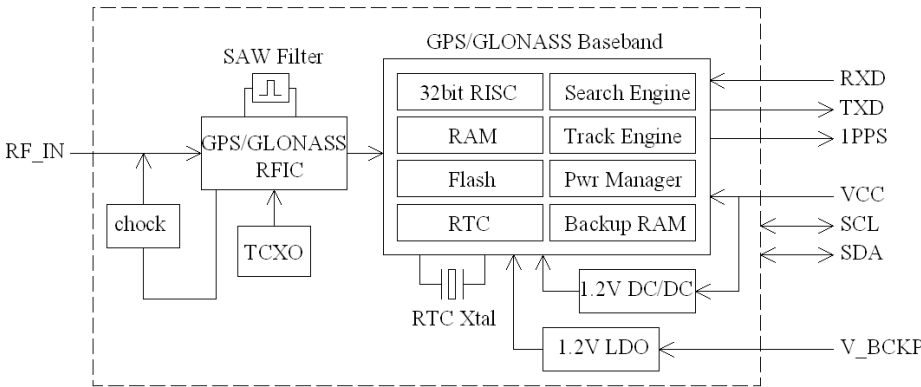 GPS/GLONASS Baseband
SAW Filter
32bit RISC
Search Engine
RXD
TXD
RF_IN
GPS/GLONASS
RFIC
RAM
Track Engine
1PPS
Flash
Pwr Manager
VCC
chock
TCXO
RTC
Backup RAM
SCL
SDA
1.2V DC/DC
RTC Xtal
1.2V LDO
V_BCKP